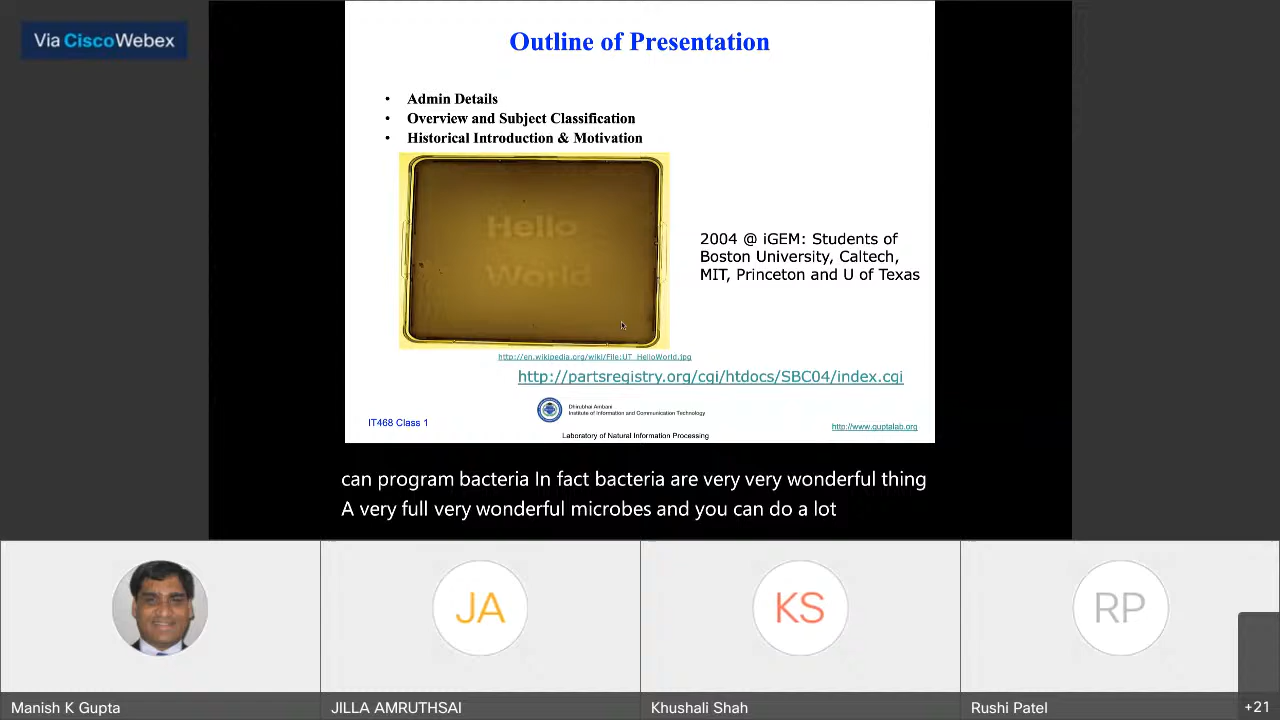 Via CiscoWebex
Outline of Presentation
• Admin Details
• Overview and Subject Classification
• Historical Introduction & Motivation
Hello
World
2004 @ iGEM: Students of
Boston University, Caltech,
MIT, Princeton and U of Texas
http://en.wikipedia.org/wiki/File:UT_HelloWorld.jpg
http://partsregistry.org/cgi/htdocs/SBC04/index.cgi
Dhirubhai Ambani
Institute of Information and Communication Technology
IT468 Class 1
http://www.guptalab.org
Laboratory of Natural Information Processing
can program bacteria In fact bacteria are very very wonderful thing
A very full very wonderful microbes and you can do a lot
JA
KS
RP
Manish K Gupta
JILLA AMRUTHSAI
Khushali Shah
Rushi Patel
+21